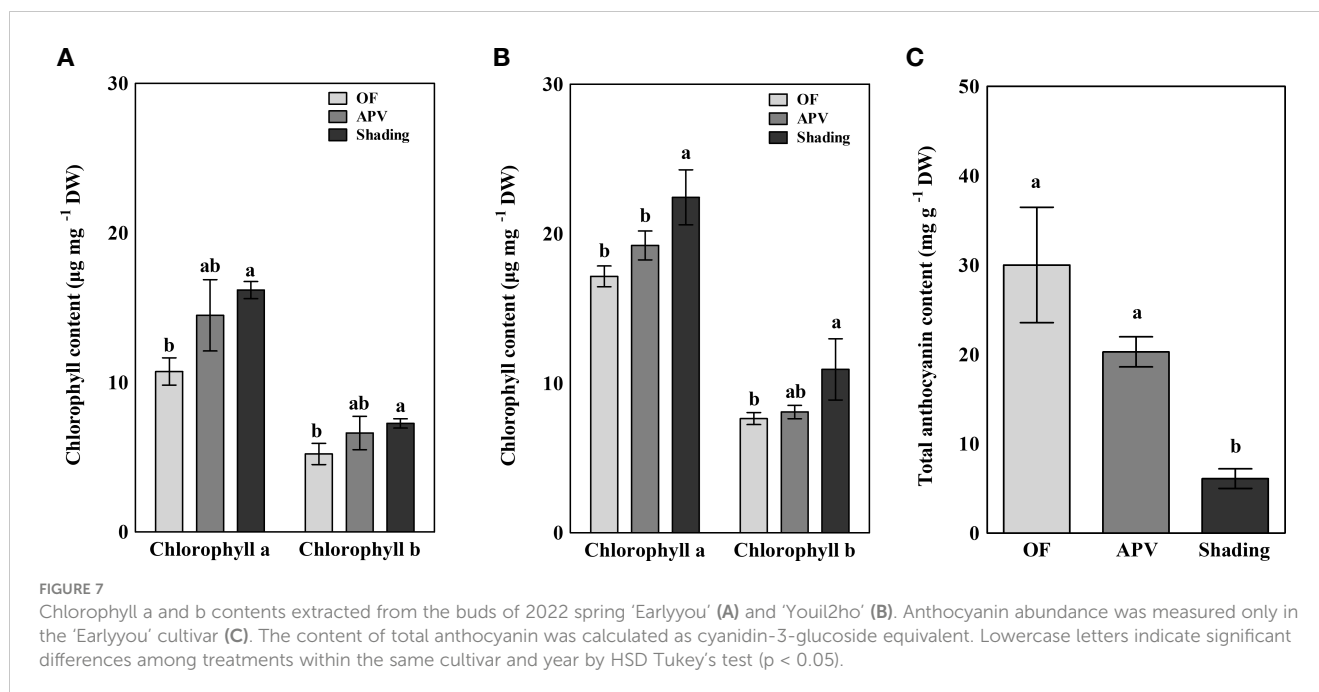 A
Chlorophyll content (µg mg -1 DW)
30
20
10
0
OF
APV
Shading
b
ab
a
b
ab
a
Chlorophyll a
Chlorophyll b
B
Chlorophyll content (µg mg -1 DW)
30
20
10
0
OF
APV
Shading
b
b
a
b
ab
a
Chlorophyll a
Chlorophyll b
C
Total anthocyanin content (mg g -1 DW)
50
40
30
20
10
0
a
a
b
OF
APV
Shading
FIGURE 7
Chlorophyll a and b contents extracted from the buds of 2022 spring ‘Earlyyou’ (A) and ‘Youil2ho’ (B). Anthocyanin abundance was measured only in
the ‘Earlyyou’ cultivar (C). The content of total anthocyanin was calculated as cyanidin-3-glucoside equivalent. Lowercase letters indicate significant
differences among treatments within the same cultivar and year by HSD Tukey’s test (p < 0.05).